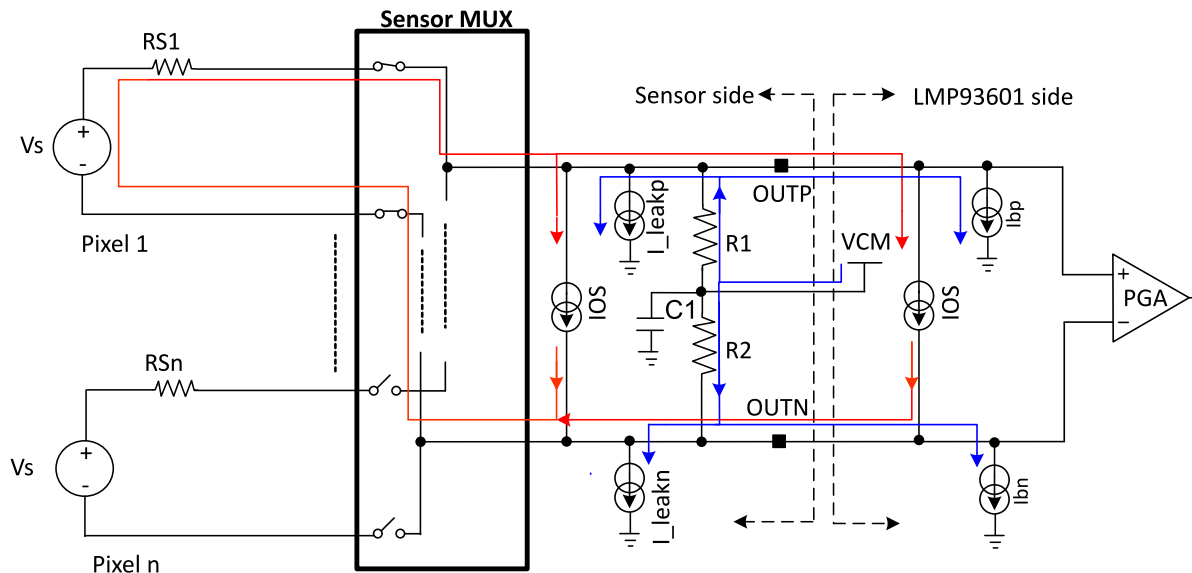 Sensor MUX
RS1
Vs
+
-
Pixel 1
Sensor side
LMP93601 side
OUTP
I_leakp
R1
VCM
Ibp
IOS
C1
IOS
+
PGA
−
R2
RSn
OUTN
Vs
+
-
I_leakn
Ibn
Pixel n